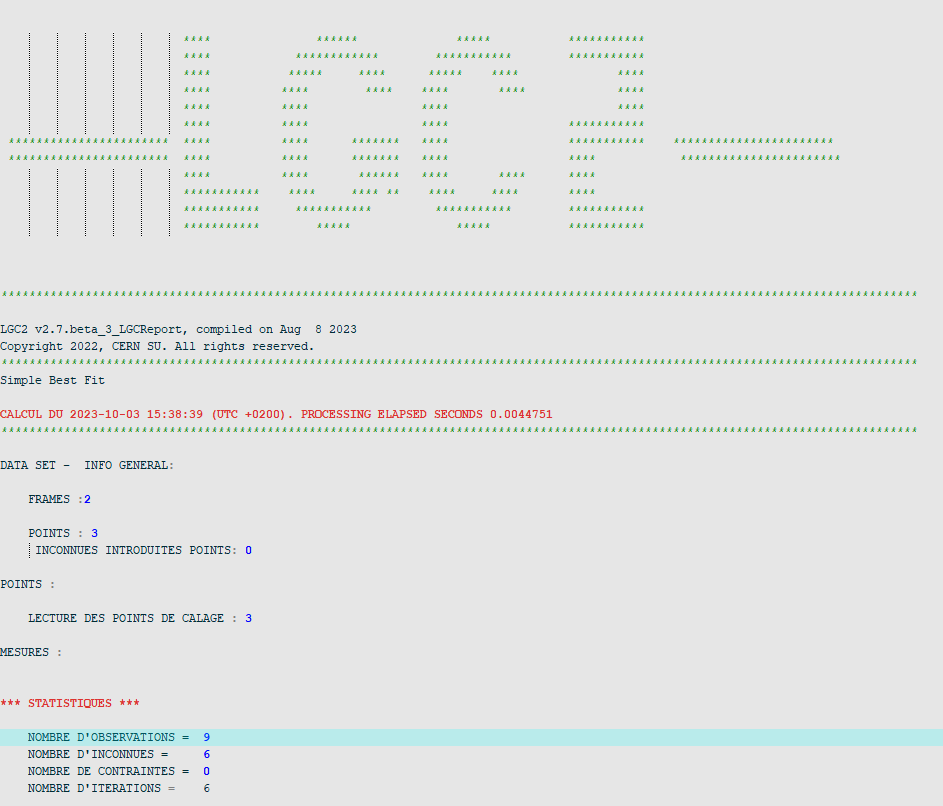 LGC2
LGC2 v2.7.beta_3_LGCReport, compiled on Aug  8 2023
Copyright 2022, CERN SU. All rights reserved.
Simple Best Fit
CALCUL DU 2023-10-03 15:38:39 (UTC +0200). PROCESSING ELAPSED SECONDS 0.0044751
DATA SET -  INFO GENERAL:
FRAMES :2
POINTS : 3
INCONNUES INTRODUITES POINTS: 0
POINTS :
LECTURE DES POINTS DE CALAGE : 3
MESURES :
*** STATISTIQUES ***
NOMBRE D'OBSERVATIONS =  9
NOMBRE D'INCONNUES =     6
NOMBRE DE CONTRAINTES =  0
NOMBRE D'ITERATIONS =    6